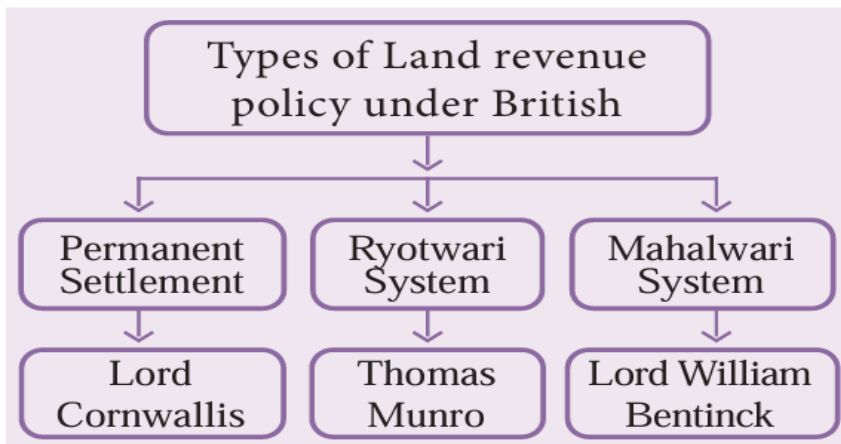 Types of Land revenue
policy under British
Permanent
Settlement
Ryotwari
System
Mahalwari
System
Lord
Cornwallis
Thomas
Munro
Lord William
Bentinck